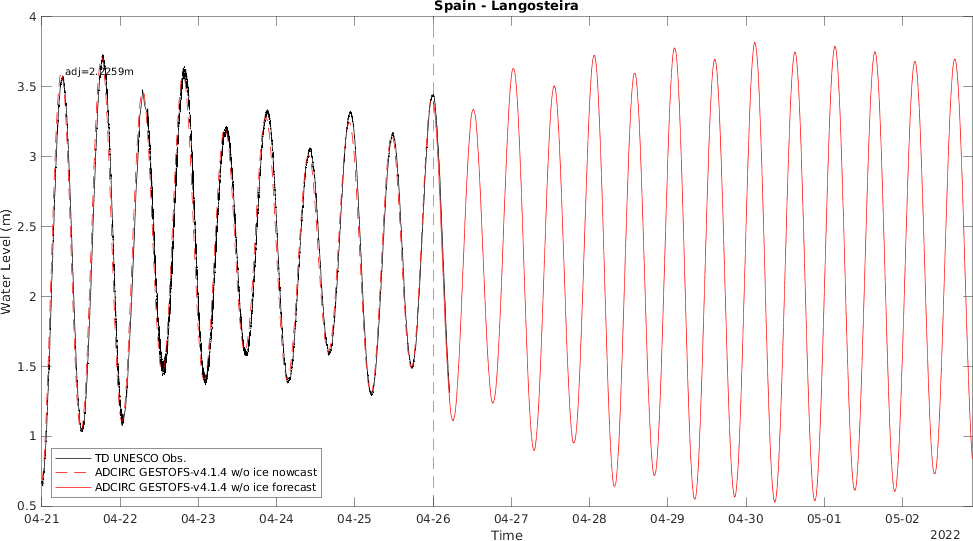 Spain - Langosteira
4
adj=2.2259m
3.5
3
2.5
2
1.5
1
0.5
Water Level (m)
TD UNESCO Obs.
ADCIRC GESTOFS-v4.1.4 w/o ice nowcast
ADCIRC GESTOFS-v4.1.4 w/o ice forecast
04-21 04-22 04-23 04-24 04-25 04-26 04-27 04-28 04-29 04-30 05-01 05-02
Time
2022